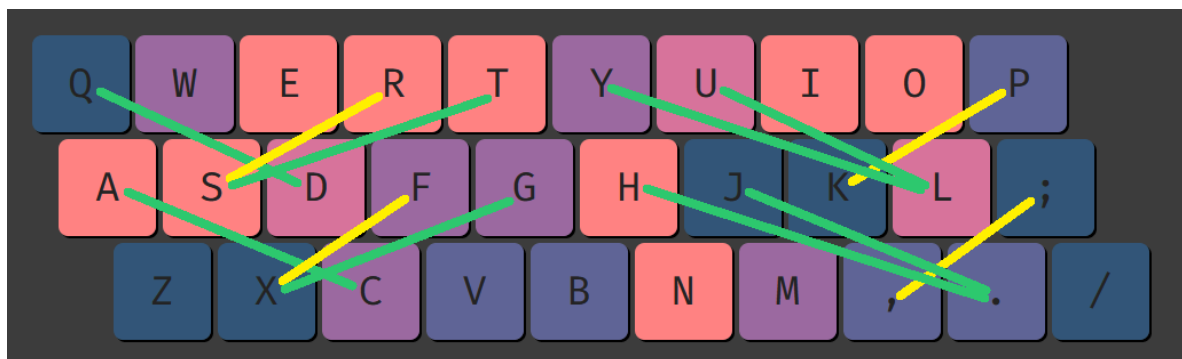 Q W E R T Y U I O P
A S D F G H J K L ;
Z X C V B N M , . /